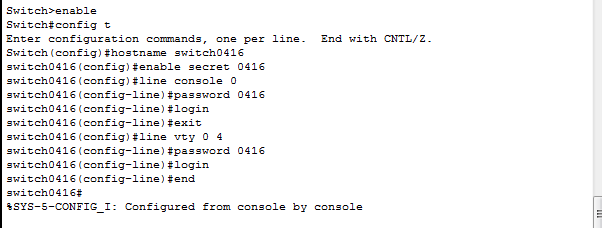 Switch>enable
Switch#config t
Enter configuration commands, one per line.  End with CNTL/Z.
Switch(config)#hostname switch0416
switch0416(config)#enable secret 0416
switch0416(config)#line console 0
switch0416(config-line)#password 0416
switch0416(config-line)#login
switch0416(config-line)#exit
switch0416(config)#line vty 0 4
switch0416(config-line)#password 0416
switch0416(config-line)#login
switch0416(config-line)#end
switch0416#
%SYS-5-CONFIG_I: Configured from console by console